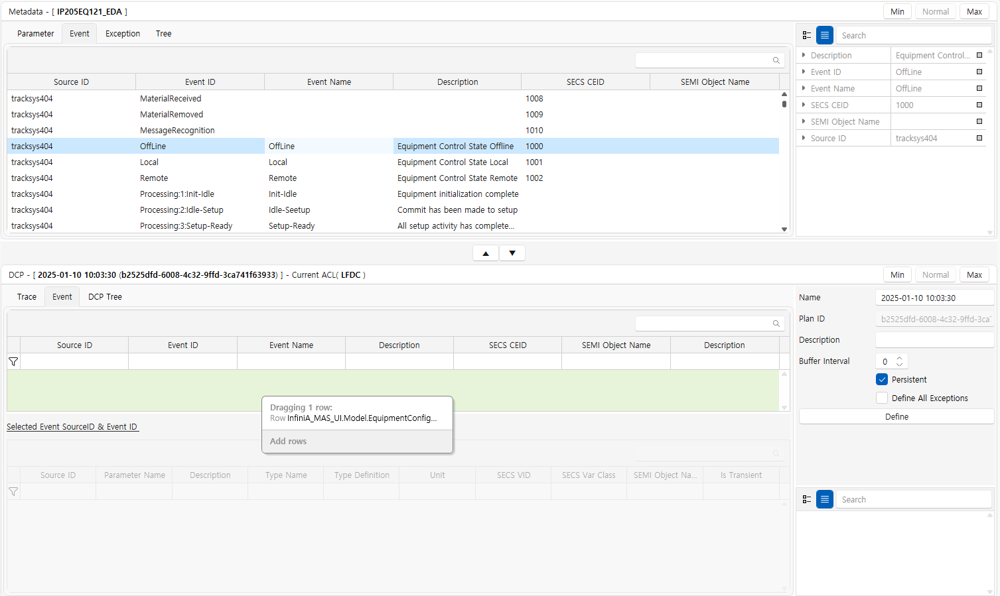 Metadata - [ IP205EQ121_EDA ]
Min Normal Max
Parameter Event Exception Tree
Search
Source ID Event ID Event Name Description SECS CEID SEMI Object Name
tracksys404 MaterialReceived 1008
tracksys404 MaterialRemoved 1009
tracksys404 MessageRecognition 1010
tracksys404 OffLine OffLine Equipment Control State Offline 1000
tracksys404 Local Local Equipment Control State Local 1001
tracksys404 Remote Remote Equipment Control State Remote 1002
tracksys404 Processing:1:Init-Idle Init-Idle Equipment initialization complete
tracksys404 Processing:2:Idle-Setup Idle-Seetup Commit has been made to setup
tracksys404 Processing:3:Setup-Ready Setup-Ready All setup activity has complete...
Description Equipment Control...
Event ID OffLine
Event Name OffLine
SECS CEID 1000
SEMI Object Name
Source ID tracksys404
DCP - [ 2025-01-10 10:03:30 (b2525dfd-6008-4c32-9ffd-3ca741f63933) ] - Current ACL( LFDC )
Min Normal Max
Trace Event DCP Tree
Source ID Event ID Event Name Description SECS CEID SEMI Object Name Description
Dragging 1 row:
Row InfiniA_MAS_UI.Model.EquipmentConfig...
Add rows
Selected Event SourceID & Event ID
Source ID Parameter Name Description Type Name Type Definition Unit SECS VID SECS Var Class SEMI Object Na... Is Transient
Name 2025-01-10 10:03:30
Plan ID b2525dfd-6008-4c32-9ffd-3ca7
Description
Buffer Interval 0
Persistent
Define All Exceptions
Define
Search